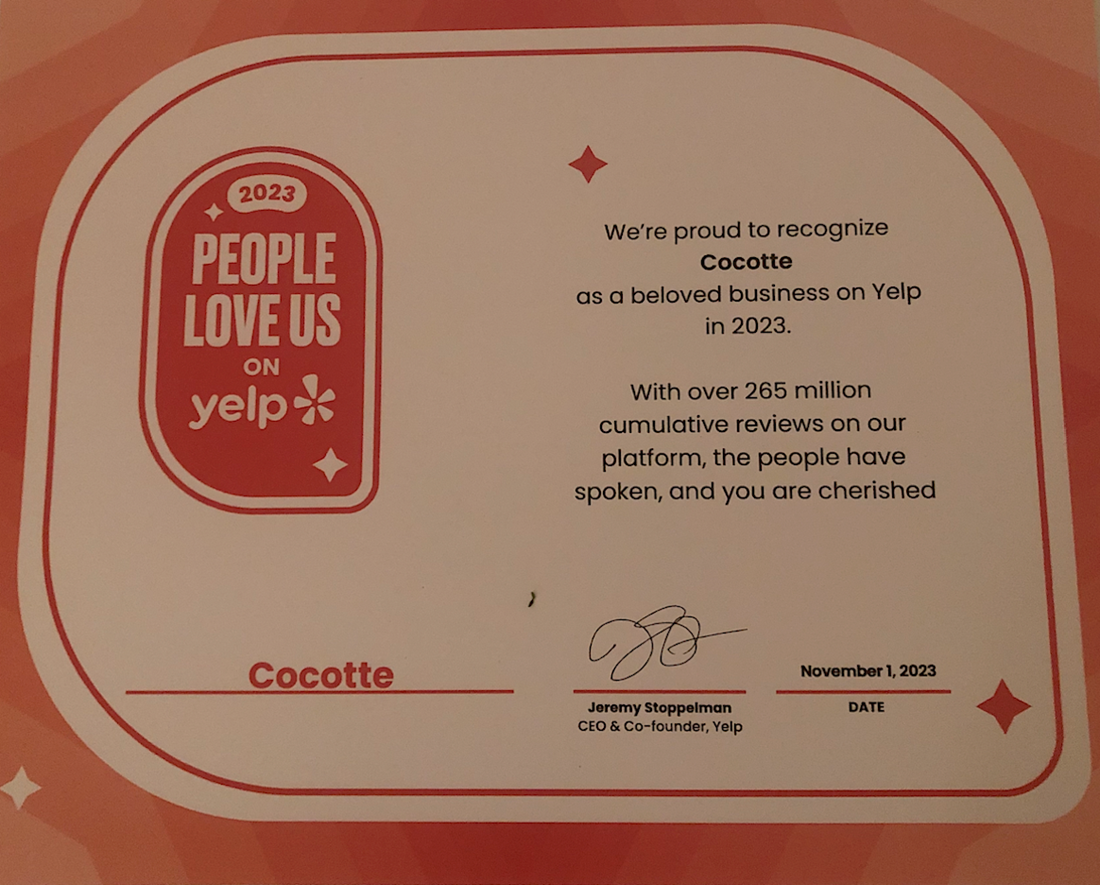 2023
PEOPLE
LOVE US
ON
yelp
We're proud to recognize
Cocotte
as a beloved business on Yelp
in 2023.
With over 265 million
cumulative reviews on our
platform, the people have
spoken, and you are cherished
Cocotte
November 1, 2023
Jeremy Stoppelman
DATE
CEO & Co-founder, Yelp